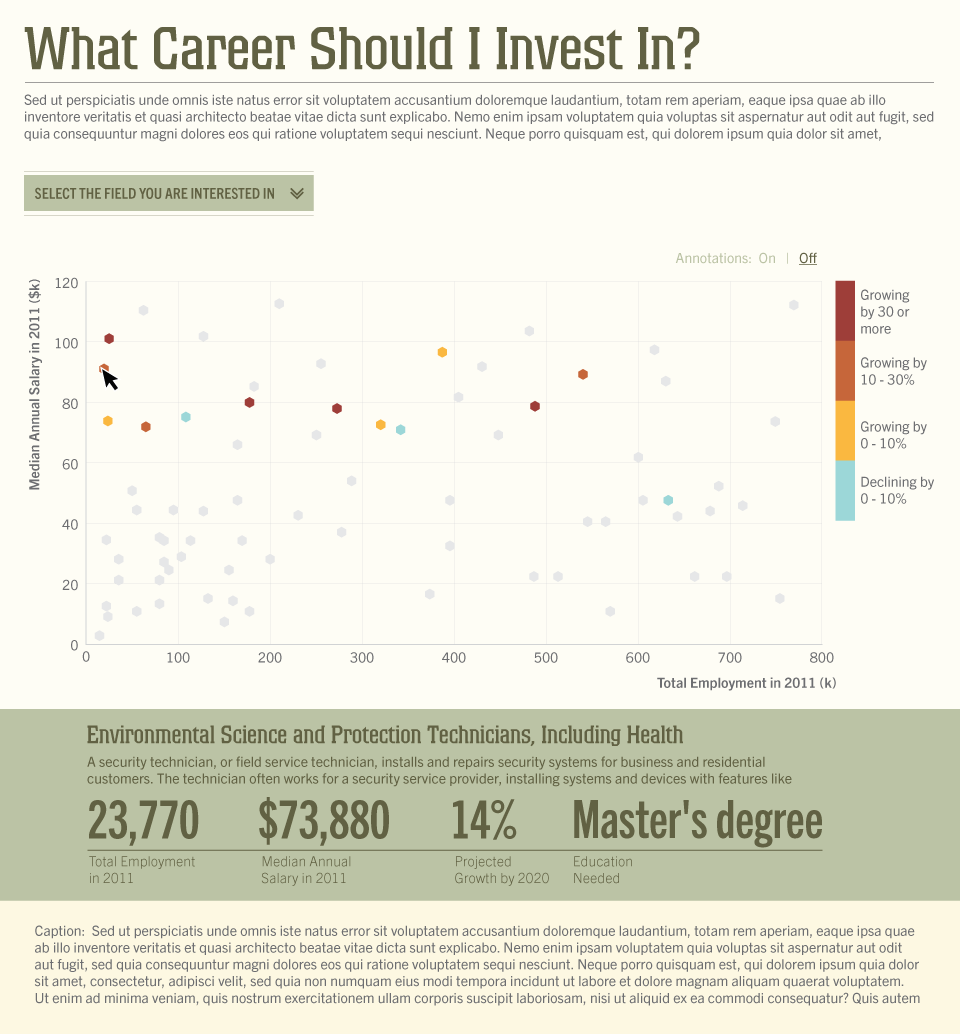 What Career Should I Invest In?
Sed ut perspiciatis unde omnis iste natus error sit voluptatem accusantium doloremque laudantium, totam rem aperiam, eaque ipsa quae ab illo
inventore veritatis et quasi architecto beatae vitae dicta sunt explicabo. Nemo enim ipsam voluptatem quia voluptas sit aspernatur aut odit aut fugit, sed
quia consequuntur magni dolores eos qui ratione voluptatem sequi nesciunt. Neque porro quisquam est, qui dolorem ipsum quia dolor sit amet,
SELECT THE FIELD YOU ARE INTERESTED IN
Annotations: On | Off
Median Annual Salary in 2011 ($k)
120
100
80
60
40
20
0
0 100 200 300 400 500 600 700 800
Total Employment in 2011 (k)
Growing
by 30 or
more
Growing by
10 - 30%
Growing by
0 - 10%
Declining by
0 - 10%
Environmental Science and Protection Technicians, Including Health
A security technician, or field service technician, installs and repairs security systems for business and residential
customers. The technician often works for a security service provider, installing systems and devices with features like
23,770 $73,880 14% Master's degree
Total Employment Median Annual Projected Education
in 2011 Salary in 2011 Growth by 2020 Needed
Caption: Sed ut perspiciatis unde omnis iste natus error sit voluptatem accusantium doloremque laudantium, totam rem aperiam, eaque ipsa quae
ab illo inventore veritatis et quasi architecto beatae vitae dicta sunt explicabo. Nemo enim ipsam voluptatem quia voluptas sit aspernatur aut odit
aut fugit, sed quia consequuntur magni dolores eos qui ratione voluptatem sequi nesciunt. Neque porro quisquam est, qui dolorem ipsum quia dolor
sit amet, consectetur, adipisci velit, sed quia non numquam eius modi tempora incidunt ut labore et dolore magnam aliquam quaerat voluptatem.
Ut enim ad minima veniam, quis nostrum exercitationem ullam corporis suscipit laboriosam, nisi ut aliquid ex ea commodi consequatur? Quis autem